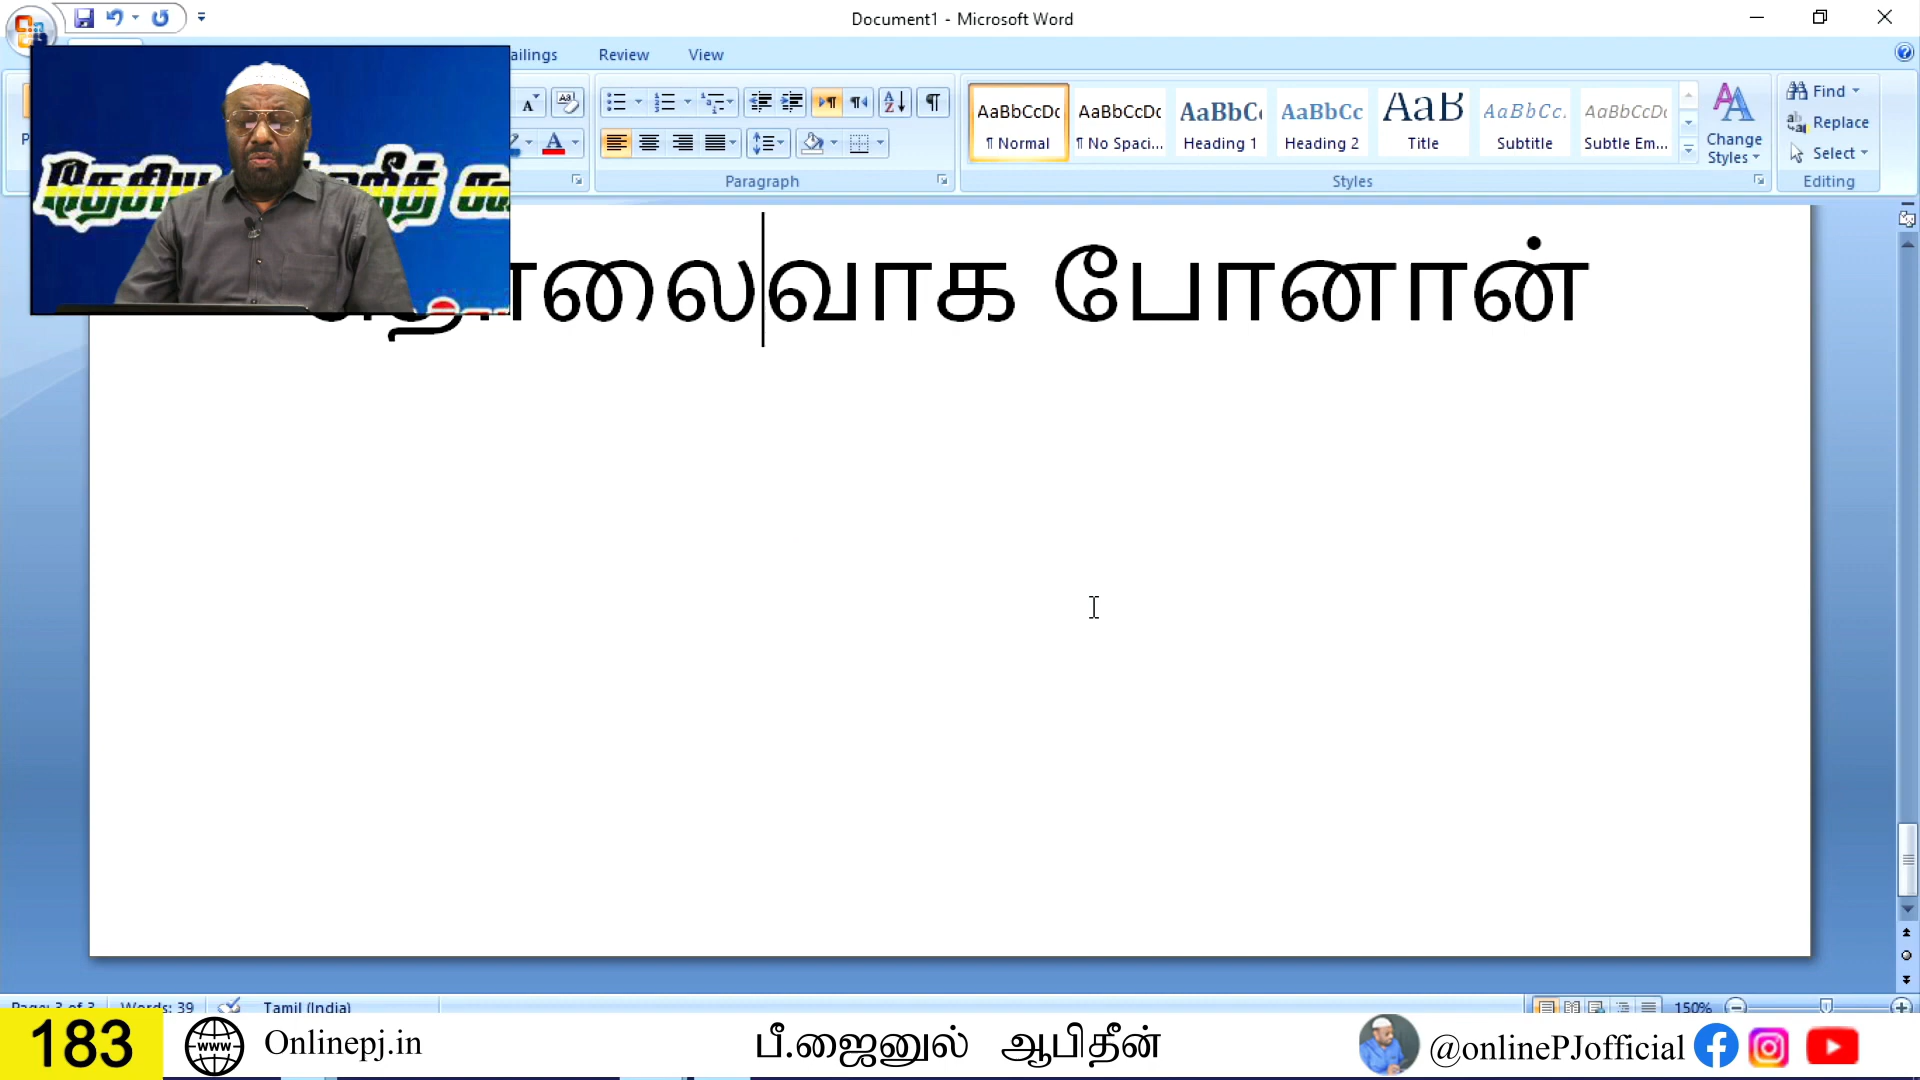 Document1 - Microsoft Word
ailings Review View
Find
Replace
Select
AaBbCcDc AaBbCcDc AaBbC AaBbCc AaB AaBbCc. AaBbCcDc
¶ Normal ¶ No Spaci... Heading 1 Heading 2 Title Subtitle Subtle Em... Change Styles
Paragraph Styles Editing
தேசிய
தொலைவாக போனான்
Words: 39 Tamil (India) 150%
183 www Onlinepj.in பீ.ஜைனுல் ஆபிதீன் @onlinePJofficial